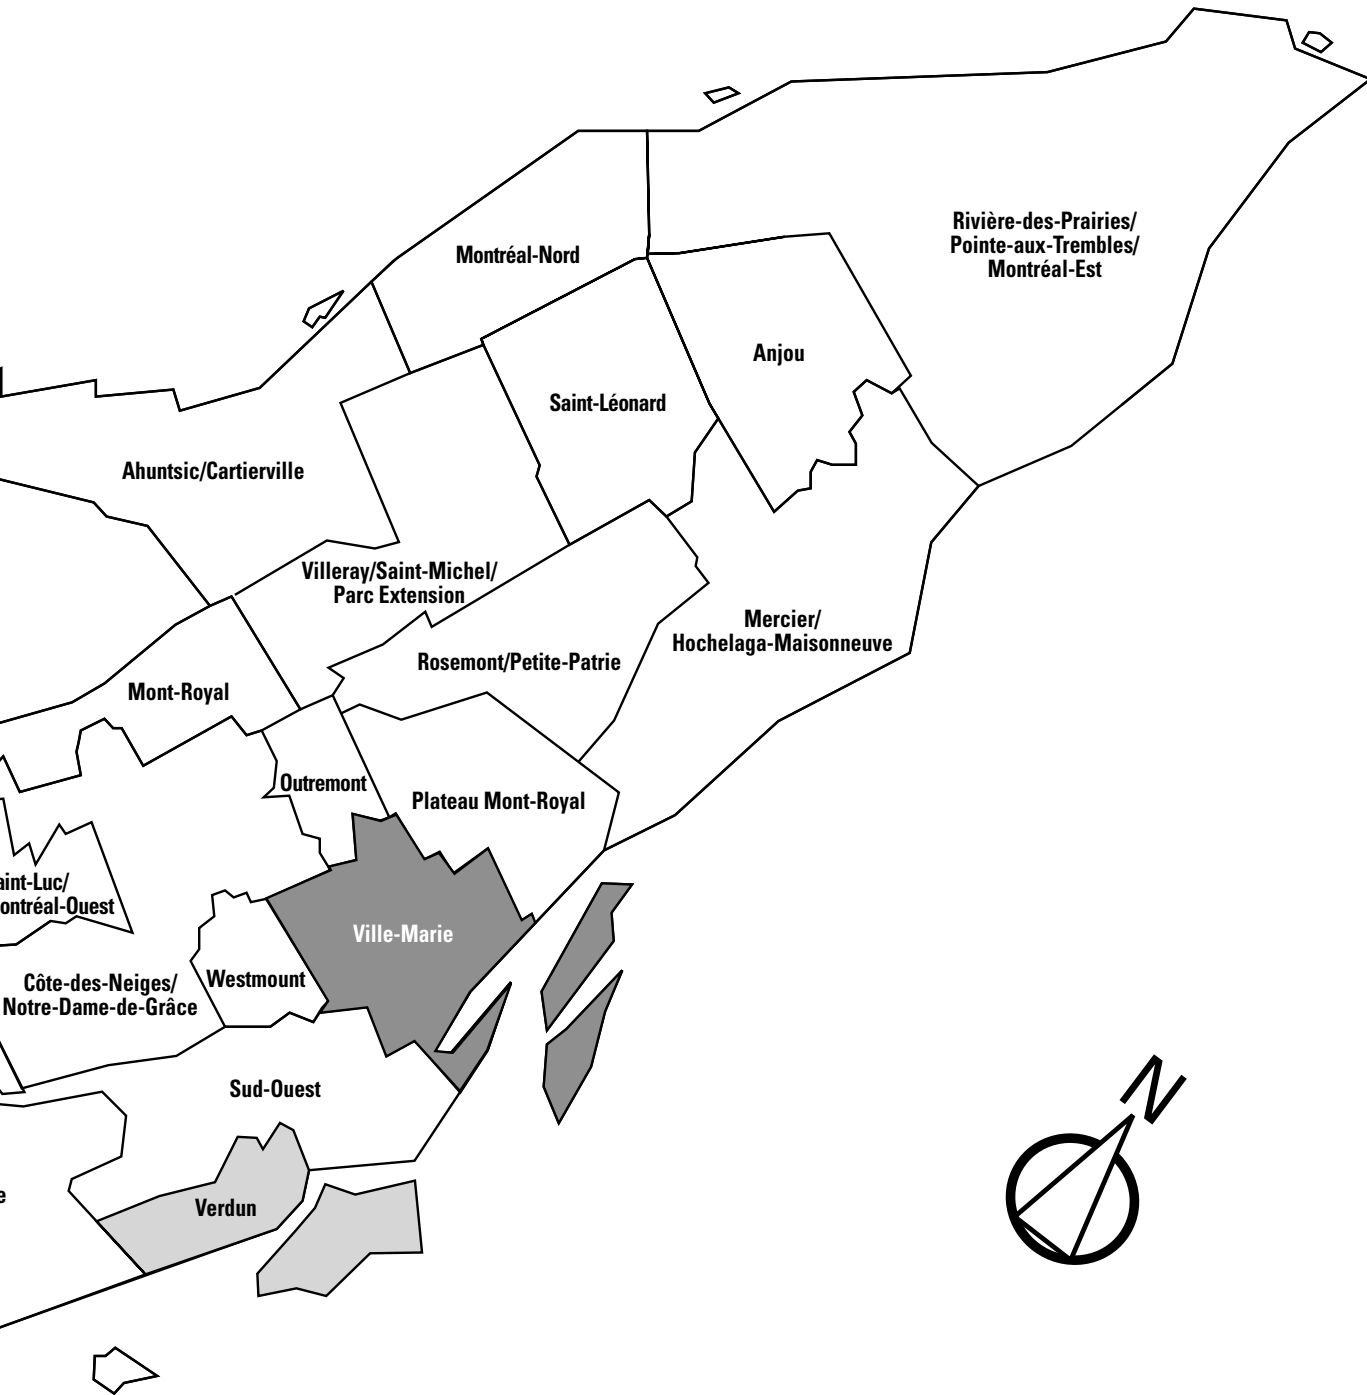 Rivière-des-Prairies/
Pointe-aux-Trembles/
Montréal-Est
Montréal-Nord
Anjou
Saint-Léonard
Ahuntsic/Cartierville
Villeray/Saint-Michel/
Parc Extension
Mercier/
Hochelaga-Maisonneuve
Rosemont/Petite-Patrie
Mont-Royal
Outremont
Plateau Mont-Royal
aint-Luc/
ontréal-Ouest
Ville-Marie
Westmount
Côte-des-Neiges/
Notre-Dame-de-Grâce
Sud-Ouest
N
e
Verdun